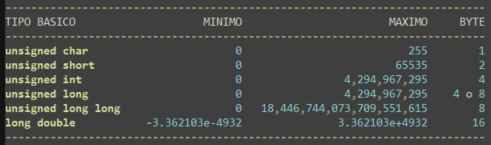 TIPO BASICO MINIMO MAXIMO BYTE
unsigned char 0 255 1
unsigned short 0 65535 2
unsigned int 0 4,294,967,295 4
unsigned long 0 4,294,967,295 4 o 8
unsigned long long 0 18,446,744,073,709,551,615 8
long double -3.362103e-4932 3.362103e+4932 16